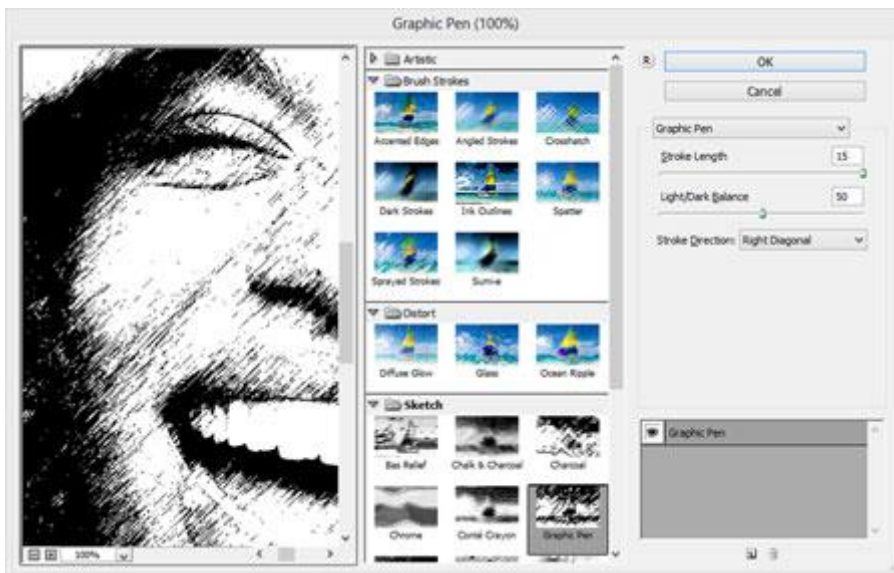 Graphic Pen (100%)
Artistic
Brush Strokes
Accented Edges
Angled Strokes
Crosshatch
Dark Strokes
Ink Outlines
Spatter
Sprayed Strokes
Sumi-e
Distort
Diffuse Glow
Glass
Ocean Ripple
Sketch
Bas Relief
Chalk & Charcoal
Charcoal
Chrome
Conté Crayon
Graphic Pen
100%
OK
Cancel
Graphic Pen
Stroke Length 15
Light/Dark Balance 50
Stroke Direction: Right Diagonal
Graphic Pen